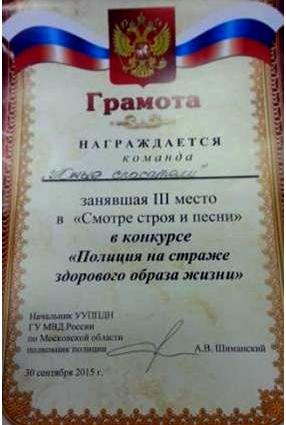 Грамота
НАГРАЖДАЕТСЯ
команда
"Юные спасатели"
занявшая III место
в «Смотре строя и песни»
в конкурсе
«Полиция на страже
здорового образа жизни»
Начальник УУППДН
ГУ МВД России
по Московской области
полковник полиции
А.В. Шиманский
30 сентября 2015 г.